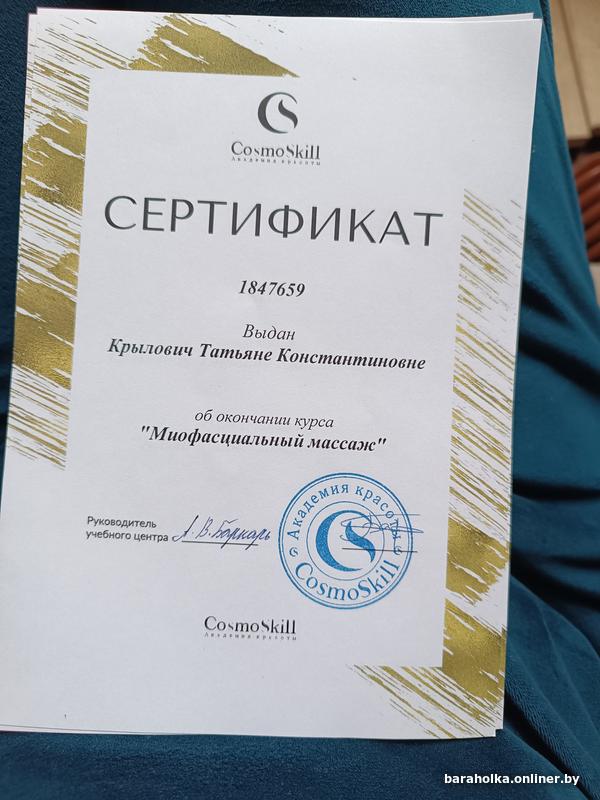 CosmoSkill
Академия красоты
СЕРТИФИКАТ
1847659
Выдан
Крылович Татьяне Константиновне
об окончании курса
"Миофасциальный массаж"
Руководитель
учебного центра
А.В.Боднарь
Академия красоты
CosmoSkill
CosmoSkill
Академия красоты
baraholka.onliner.by